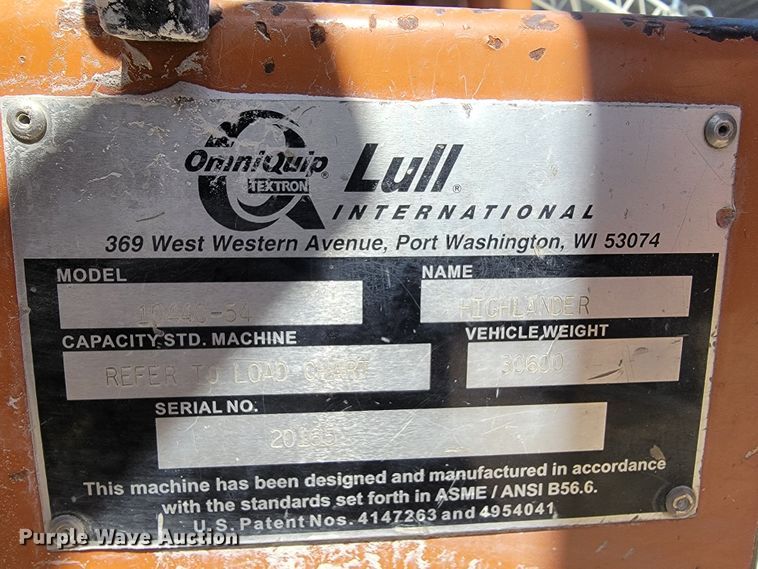 OmniQuip® Lull®
TEXTRON
INTERNATIONAL
369 West Western Avenue, Port Washington, WI 53074
MODEL NAME
10044C-54 HIGHLANDER
CAPACITY STD. MACHINE VEHICLE WEIGHT
REFER TO LOAD CHART 30600
SERIAL NO.
This machine has been designed and manufactured in accordance
with the standards set forth in ASME / ANSI B56.6.
U.S. Patent Nos. 4147263 and 4954041
Purple Wave Auction